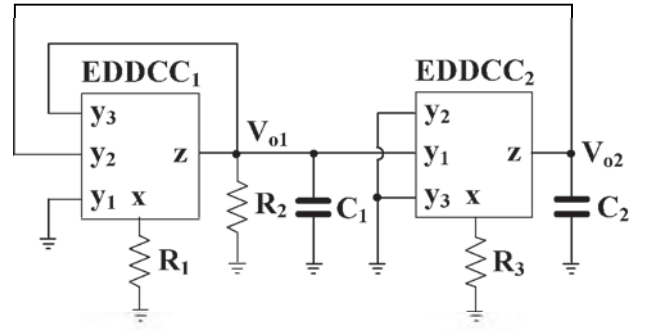 EDDCC₁
y₃
y₂
z
y₁ x
R₁
Vₒ₁
R₂
C₁
EDDCC₂
y₂
y₁
z
y₃ x
R₃
Vₒ₂
C₂